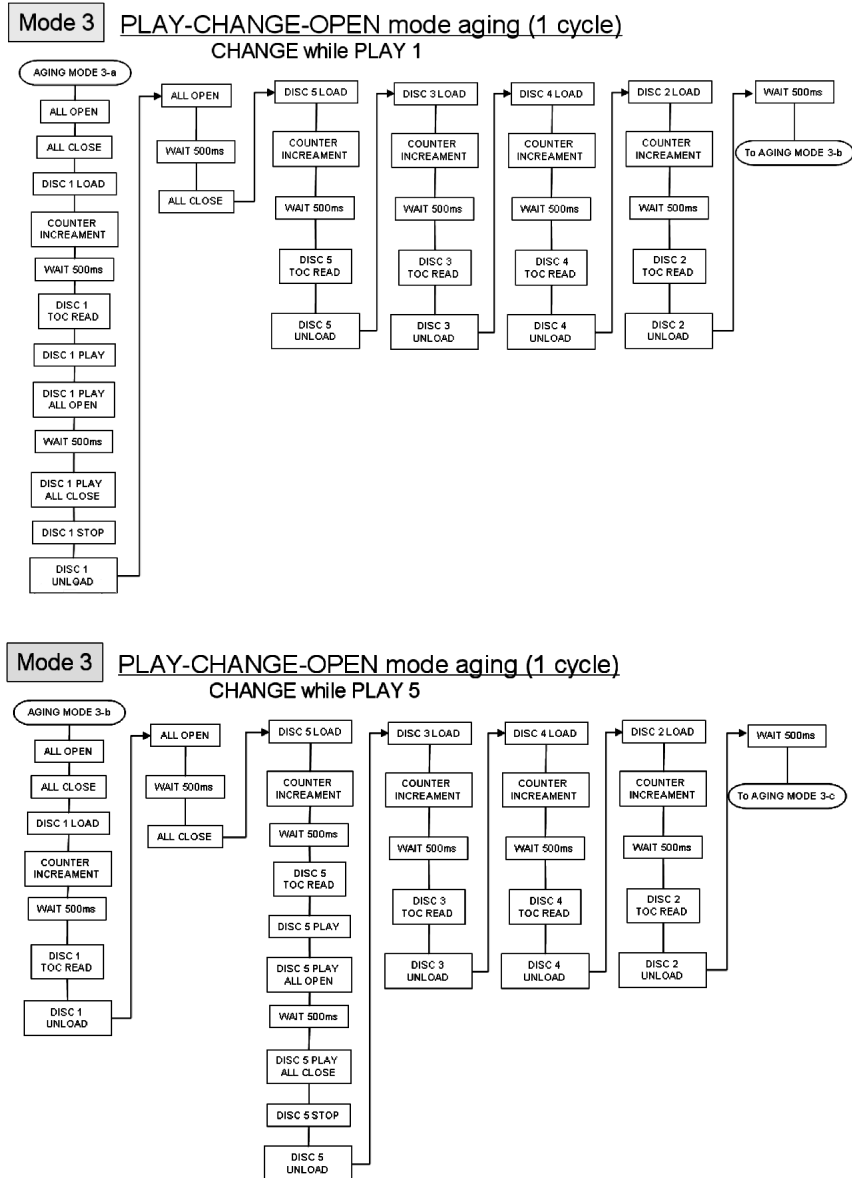 Mode 3
PLAY-CHANGE-OPEN mode aging (1 cycle)
CHANGE while PLAY 1
AGING MODE 3-a
ALL OPEN
ALL CLOSE
DISC 1 LOAD
COUNTER
INCREAMENT
WAIT 500ms
DISC 1
TOC READ
DISC 1 PLAY
DISC 1 PLAY
ALL OPEN
WAIT 500ms
DISC 1 PLAY
ALL CLOSE
DISC 1 STOP
DISC 1
UNLOAD
ALL OPEN
WAIT 500ms
ALL CLOSE
DISC 5 LOAD
COUNTER
INCREAMENT
WAIT 500ms
DISC 5
TOC READ
DISC 5
UNLOAD
DISC 3 LOAD
COUNTER
INCREAMENT
WAIT 500ms
DISC 3
TOC READ
DISC 3
UNLOAD
DISC 4 LOAD
COUNTER
INCREAMENT
WAIT 500ms
DISC 4
TOC READ
DISC 4
UNLOAD
DISC 2 LOAD
COUNTER
INCREAMENT
WAIT 500ms
DISC 2
TOC READ
DISC 2
UNLOAD
WAIT 500ms
To AGING MODE 3-b
Mode 3
PLAY-CHANGE-OPEN mode aging (1 cycle)
CHANGE while PLAY 5
AGING MODE 3-b
ALL OPEN
ALL CLOSE
DISC 1 LOAD
COUNTER
INCREAMENT
WAIT 500ms
DISC 1
TOC READ
DISC 1
UNLOAD
ALL OPEN
WAIT 500ms
ALL CLOSE
DISC 5 LOAD
COUNTER
INCREAMENT
WAIT 500ms
DISC 5
TOC READ
DISC 5 PLAY
DISC 5 PLAY
ALL OPEN
WAIT 500ms
DISC 5 PLAY
ALL CLOSE
DISC 5 STOP
DISC 5
UNLOAD
DISC 3 LOAD
COUNTER
INCREAMENT
WAIT 500ms
DISC 3
TOC READ
DISC 3
UNLOAD
DISC 4 LOAD
COUNTER
INCREAMENT
WAIT 500ms
DISC 4
TOC READ
DISC 4
UNLOAD
DISC 2 LOAD
COUNTER
INCREAMENT
WAIT 500ms
DISC 2
TOC READ
DISC 2
UNLOAD
WAIT 500ms
To AGING MODE 3-c